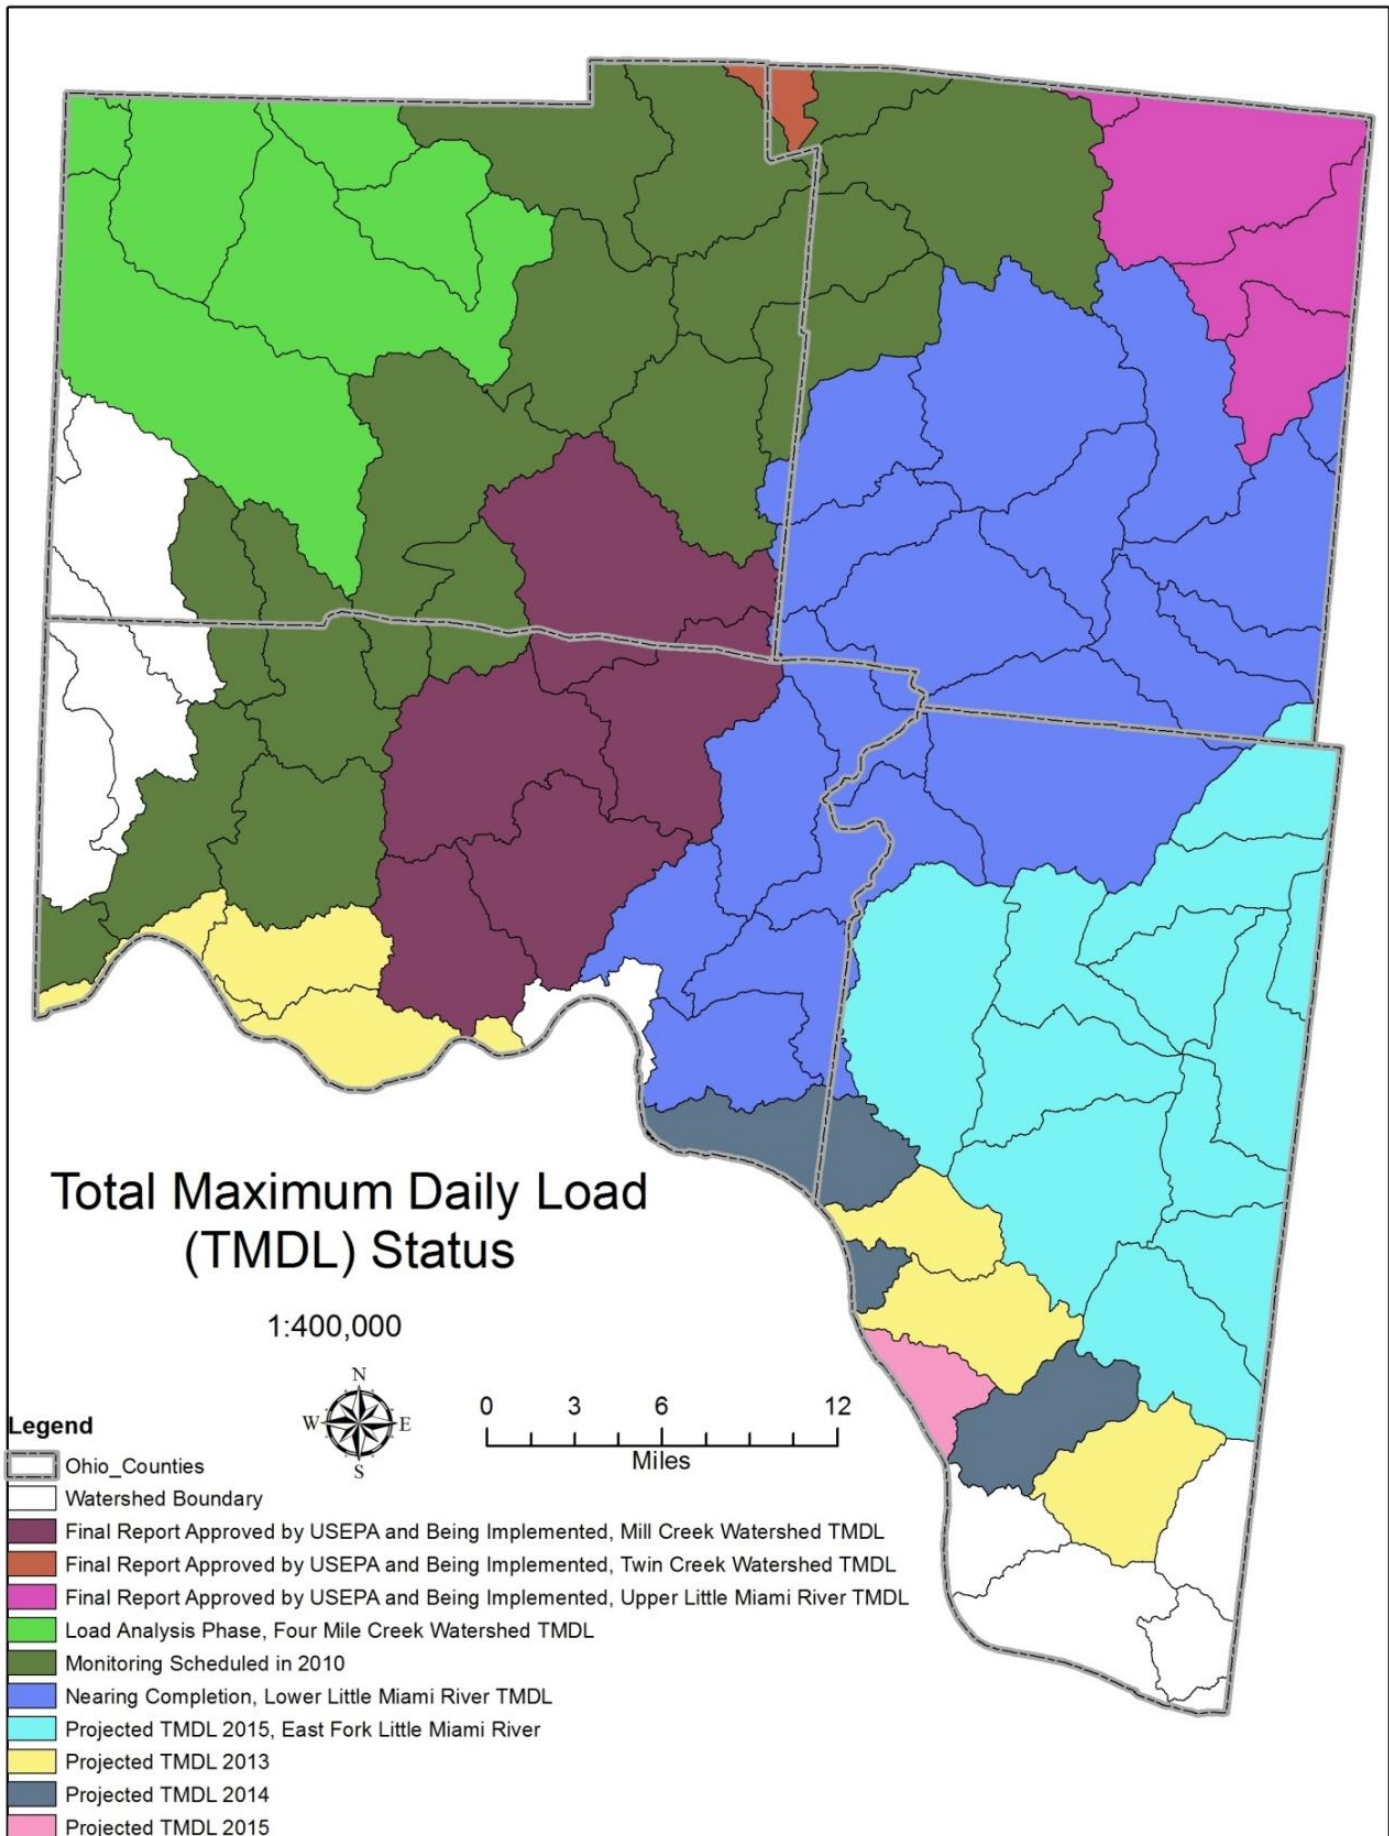 Total Maximum Daily Load
(TMDL) Status
1:400,000
N
W E
S
0 3 6 12
Miles
Legend
Ohio_Counties
Watershed Boundary
Final Report Approved by USEPA and Being Implemented, Mill Creek Watershed TMDL
Final Report Approved by USEPA and Being Implemented, Twin Creek Watershed TMDL
Final Report Approved by USEPA and Being Implemented, Upper Little Miami River TMDL
Load Analysis Phase, Four Mile Creek Watershed TMDL
Monitoring Scheduled in 2010
Nearing Completion, Lower Little Miami River TMDL
Projected TMDL 2015, East Fork Little Miami River
Projected TMDL 2013
Projected TMDL 2014
Projected TMDL 2015